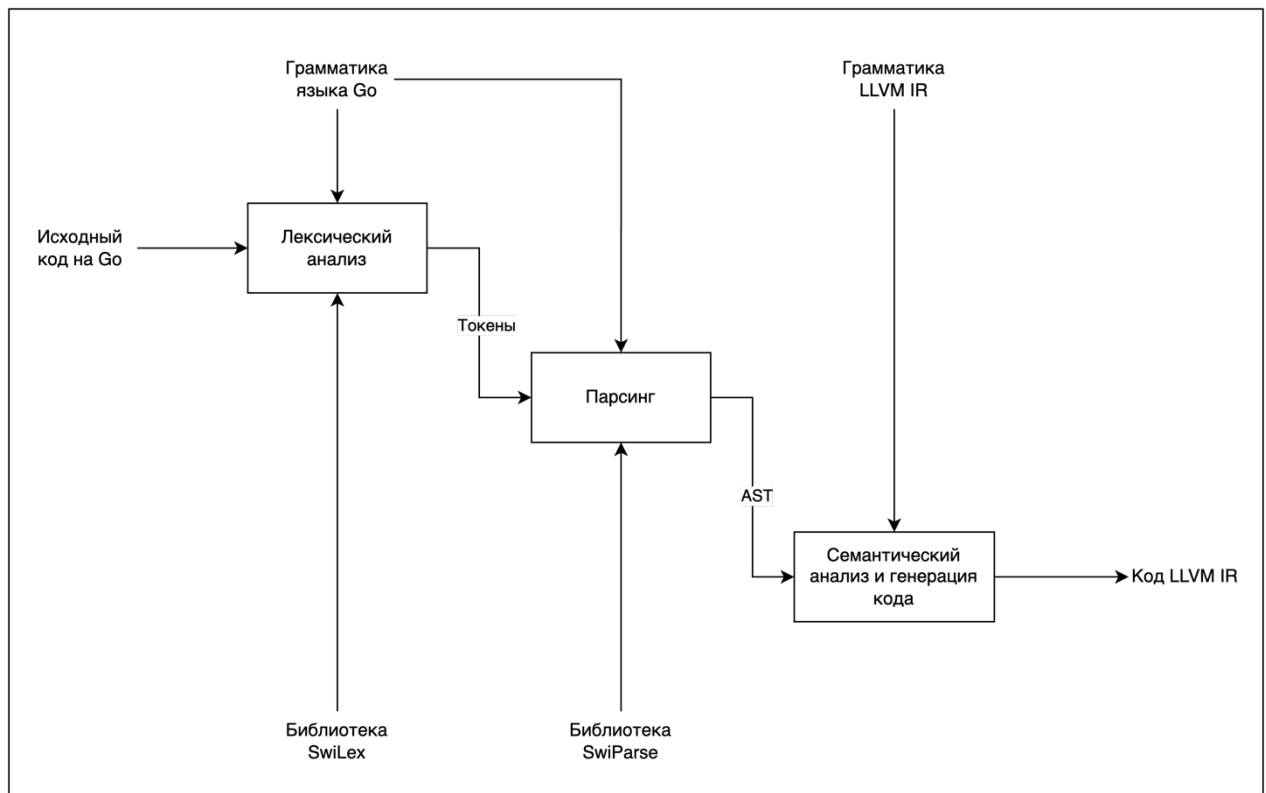 Грамматика
языка Go
Грамматика
LLVM IR
Исходный
код на Go
Лексический
анализ
Токены
Парсинг
AST
Семантический
анализ и генерация
кода
Код LLVM IR
Библиотека
SwiLex
Библиотека
SwiParse